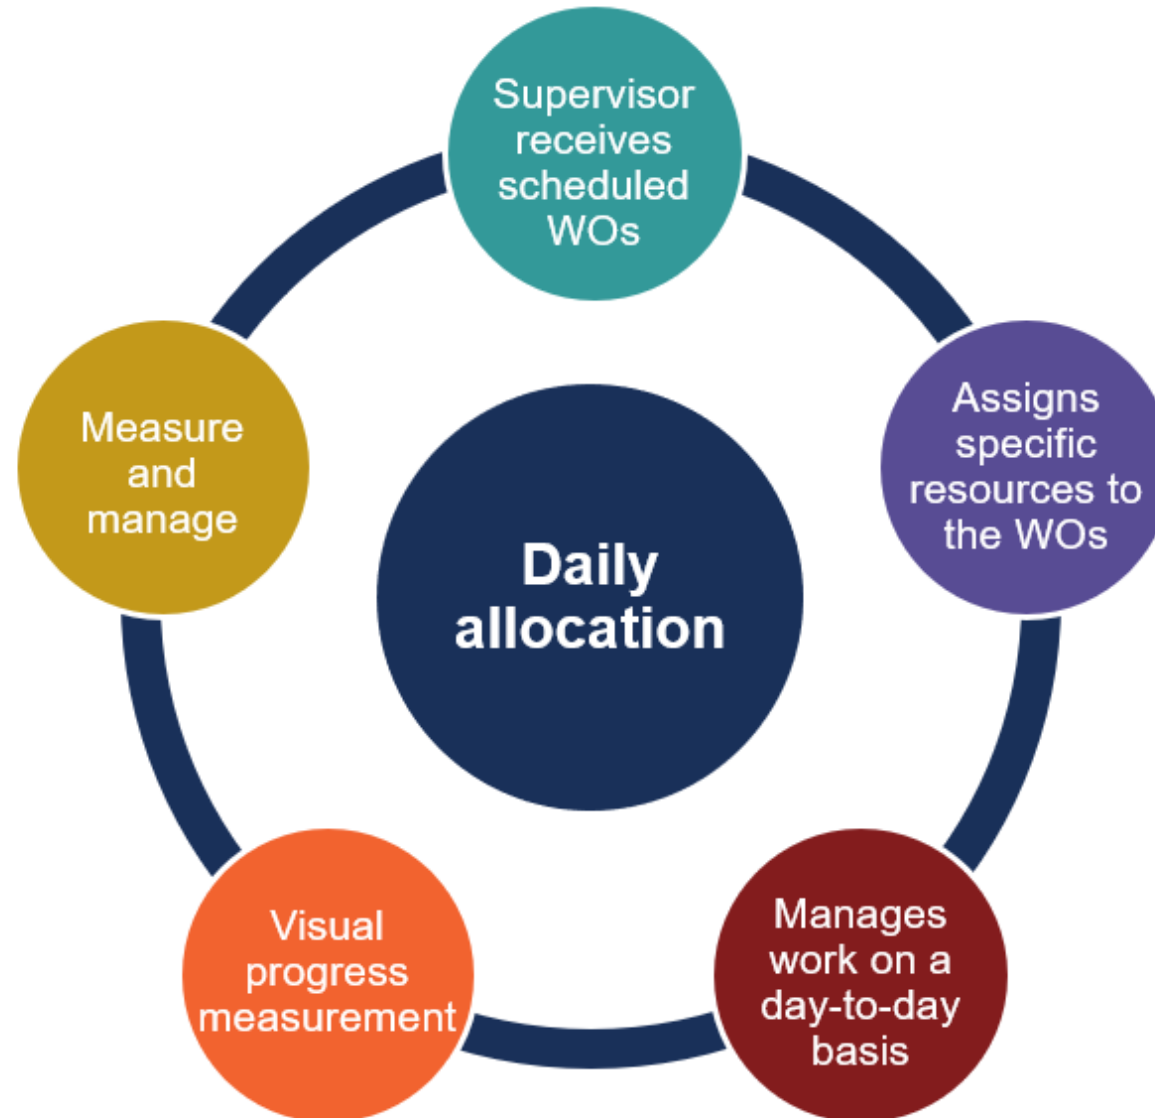 Supervisor
receives
scheduled
WOs
Assigns
specific
resources to
the WOs
Manages
work on a
day-to-day
basis
Visual
progress
measurement
Measure
and
manage
Daily
allocation